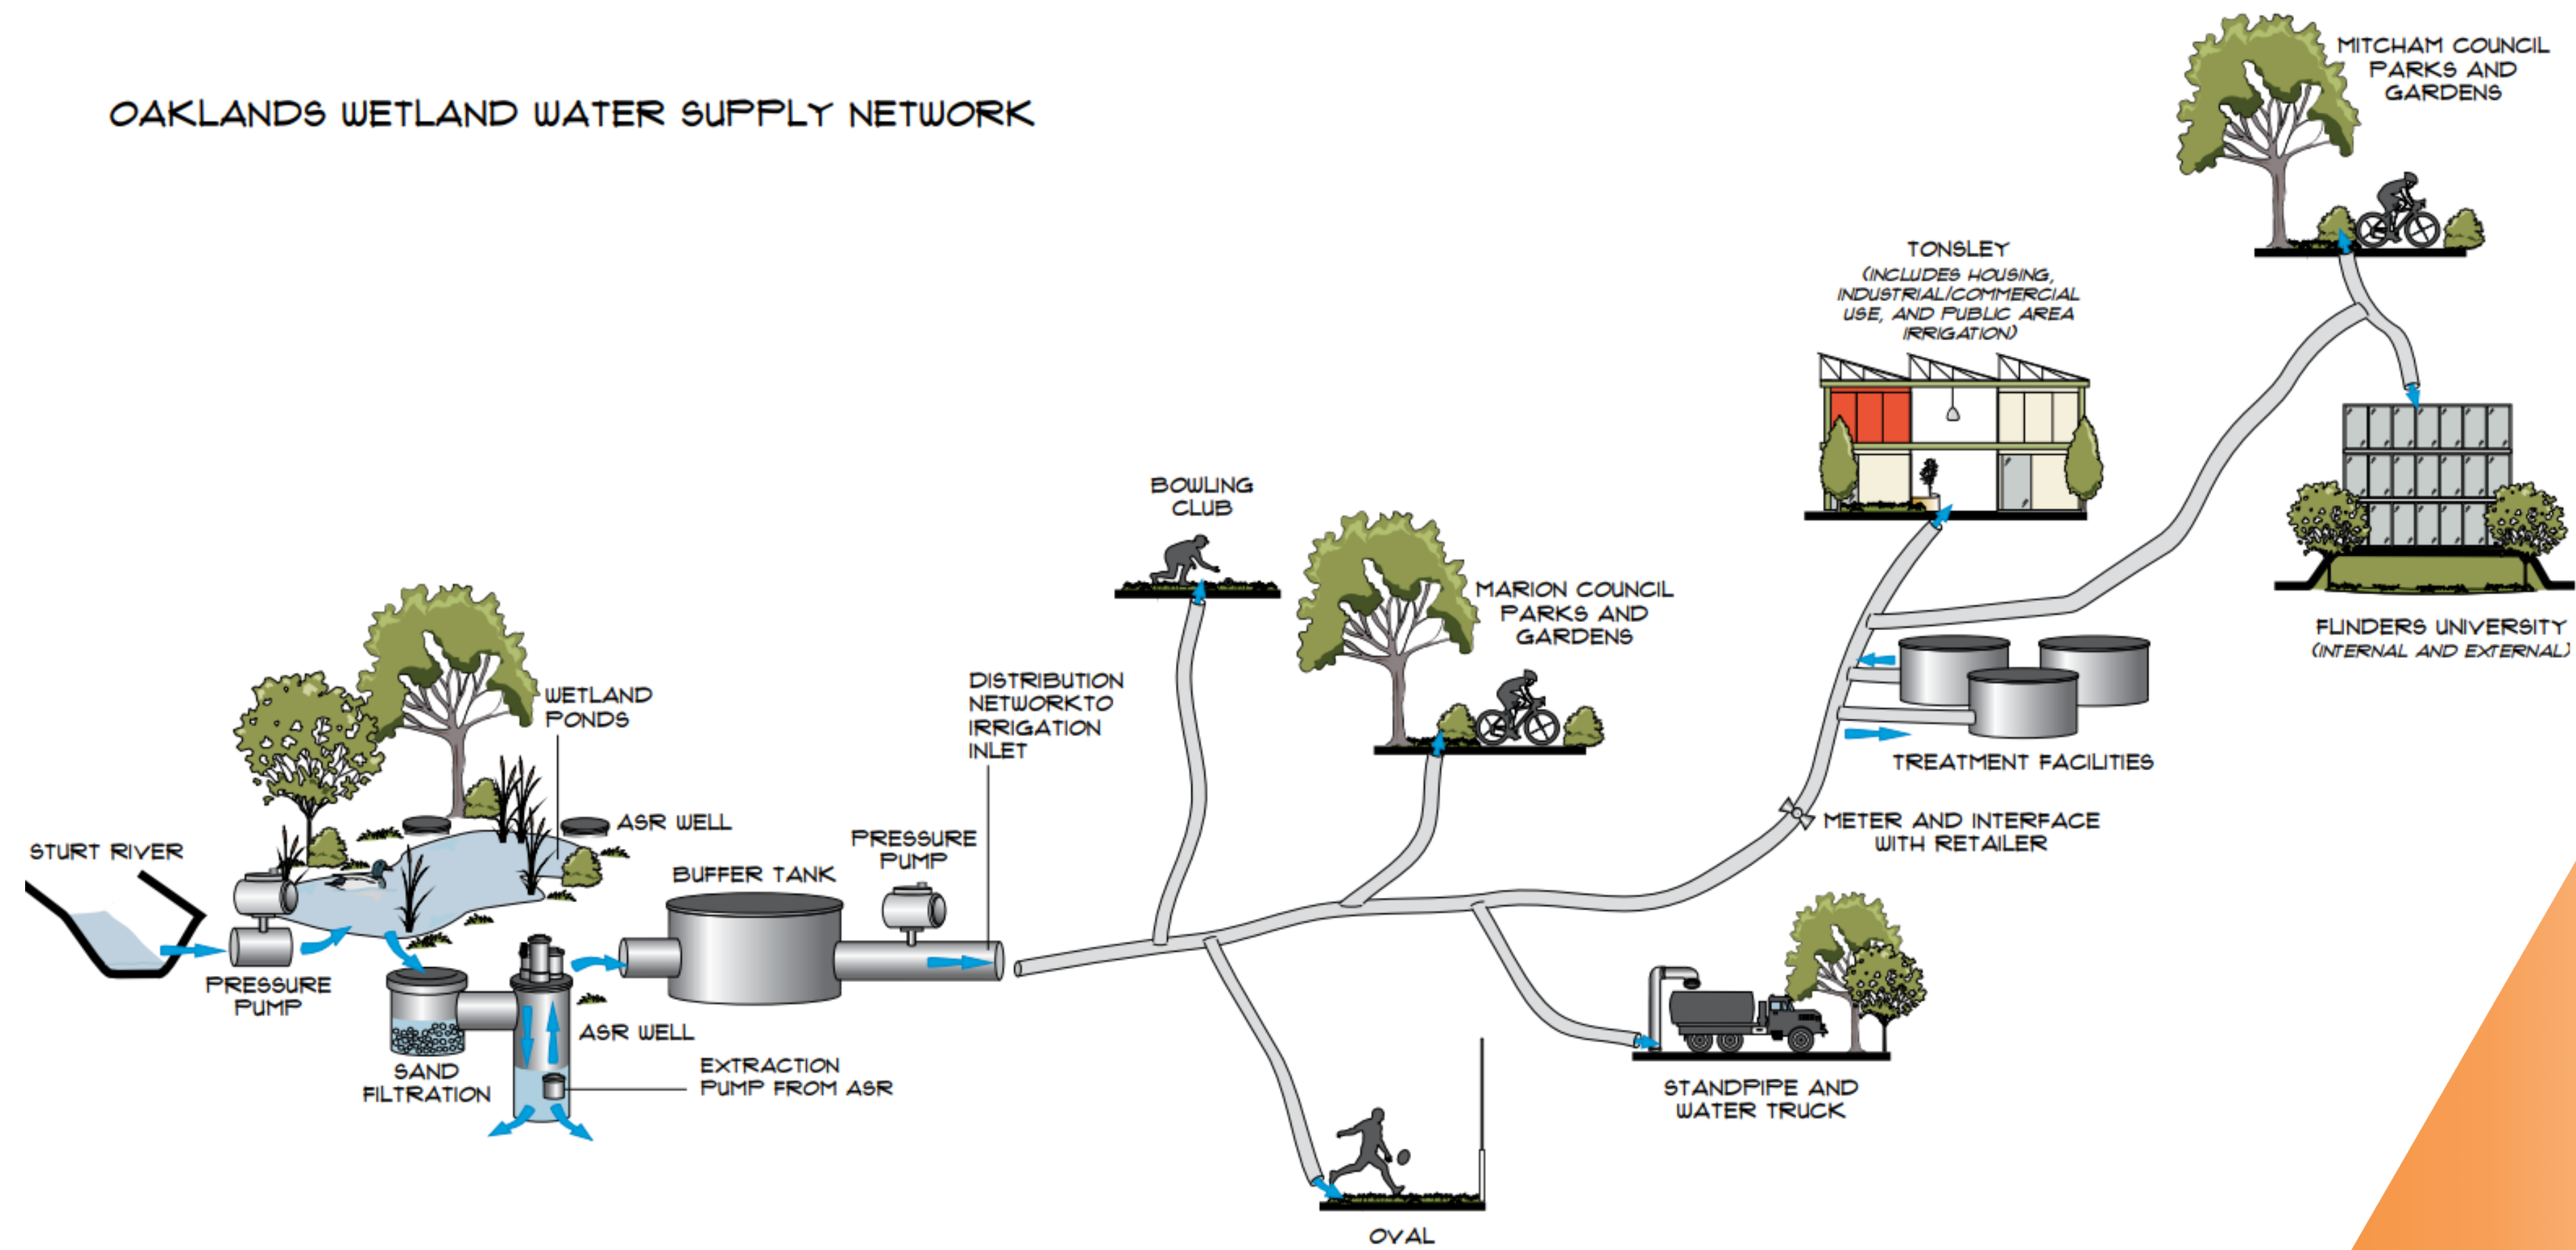 OAKLANDS WETLAND WATER SUPPLY NETWORK
MITCHAM COUNCIL
PARKS AND
GARDENS
TONSLEY
(INCLUDES HOUSING,
INDUSTRIAL/COMMERCIAL
USE, AND PUBLIC AREA
IRRIGATION)
BOWLING
CLUB
MARION COUNCIL
PARKS AND
GARDENS
FLINDERS UNIVERSITY
(INTERNAL AND EXTERNAL)
DISTRIBUTION
NETWORKTO
IRRIGATION
INLET
WETLAND
PONDS
TREATMENT FACILITIES
ASR WELL
METER AND INTERFACE
WITH RETAILER
STURT RIVER
PRESSURE
PUMP
BUFFER TANK
PRESSURE
PUMP
ASR WELL
SAND
FILTRATION
EXTRACTION
PUMP FROM ASR
STANDPIPE AND
WATER TRUCK
OVAL